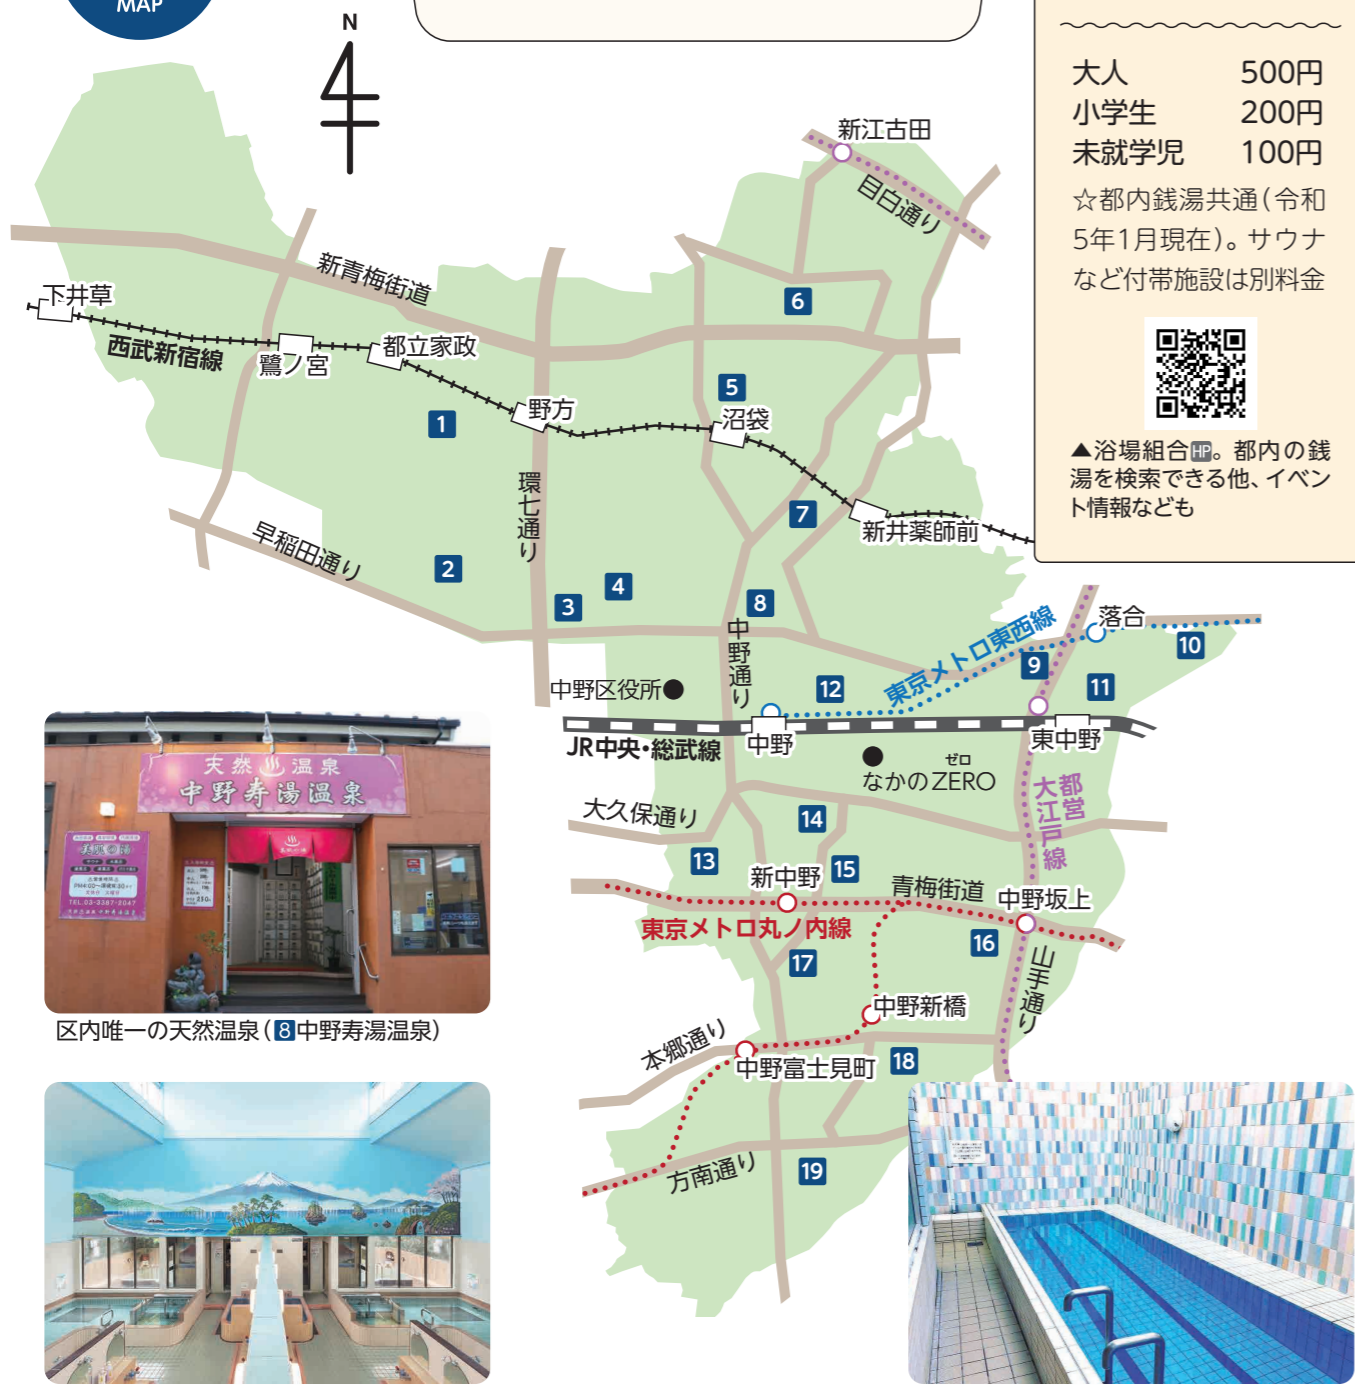 MAP
N
大人 500円
小学生 200円
未就学児 100円
☆都内銭湯共通(令和
5年1月現在)。サウナ
など付帯施設は別料金
▲浴場組合HP。都内の銭
湯を検索できる他、イベン
ト情報なども
新江古田
目白通り
新青梅街道
下井草
西武新宿線
鷺ノ宮
都立家政
野方
沼袋
新井薬師前
環七通り
早稲田通り
中野通り
1
2
3
4
5
6
7
8
9
10
11
12
13
14
15
16
17
18
19
落合
東京メトロ東西線
中野区役所
JR中央・総武線
中野
東中野
ゼロ
なかのZERO
都営
大江戸線
大久保通り
新中野
青梅街道
中野坂上
東京メトロ丸ノ内線
山手通り
中野新橋
本郷通り
中野富士見町
方南通り
天然 温泉
中野寿湯温泉
TEL.03-3387-2047
区内唯一の天然温泉(8中野寿湯温泉)